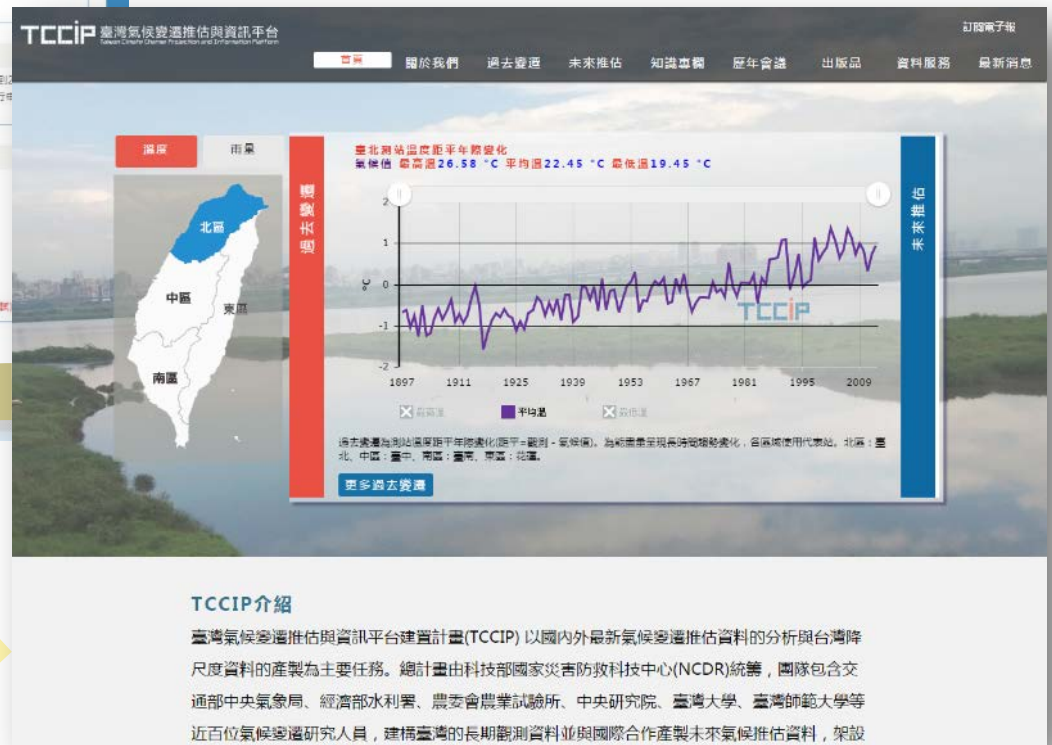 TCCiP 臺灣氣候變遷推估與資訊平台
Taiwan Climate Change Projection and Information Platform
訂閱電子報
首頁 關於我們 過去變遷 未來推估 知識專欄 歷年會議 出版品 資料服務 最新消息
溫度 雨量
北區
中區
東區
南區
過去變遷
臺北測站溫度距平年際變化
氣候值 最高溫26.58 °C 平均溫22.45 °C 最低溫19.45 °C
°C
2
1
0
-1
-2
1897 1911 1925 1939 1953 1967 1981 1995 2009
TCCiP
最高溫 平均溫 最低溫
過去變遷為測站溫度距平年際變化(距平=觀測 - 氣候值)。為能盡量呈現長時間趨勢變化，各區域使用代表站。北區：臺
北、中區：臺中、南區：臺南、東區：花蓮。
更多過去變遷
未來推估
TCCIP介紹
臺灣氣候變遷推估與資訊平台建置計畫(TCCIP) 以國內外最新氣候變遷推估資料的分析與台灣降
尺度資料的產製為主要任務。總計畫由科技部國家災害防救科技中心(NCDR)統籌，團隊包含交
通部中央氣象局、經濟部水利署、農委會農業試驗所、中央研究院、臺灣大學、臺灣師範大學等
近百位氣候變遷研究人員，建構臺灣的長期觀測資料並與國際合作產製未來氣候推估資料，架設